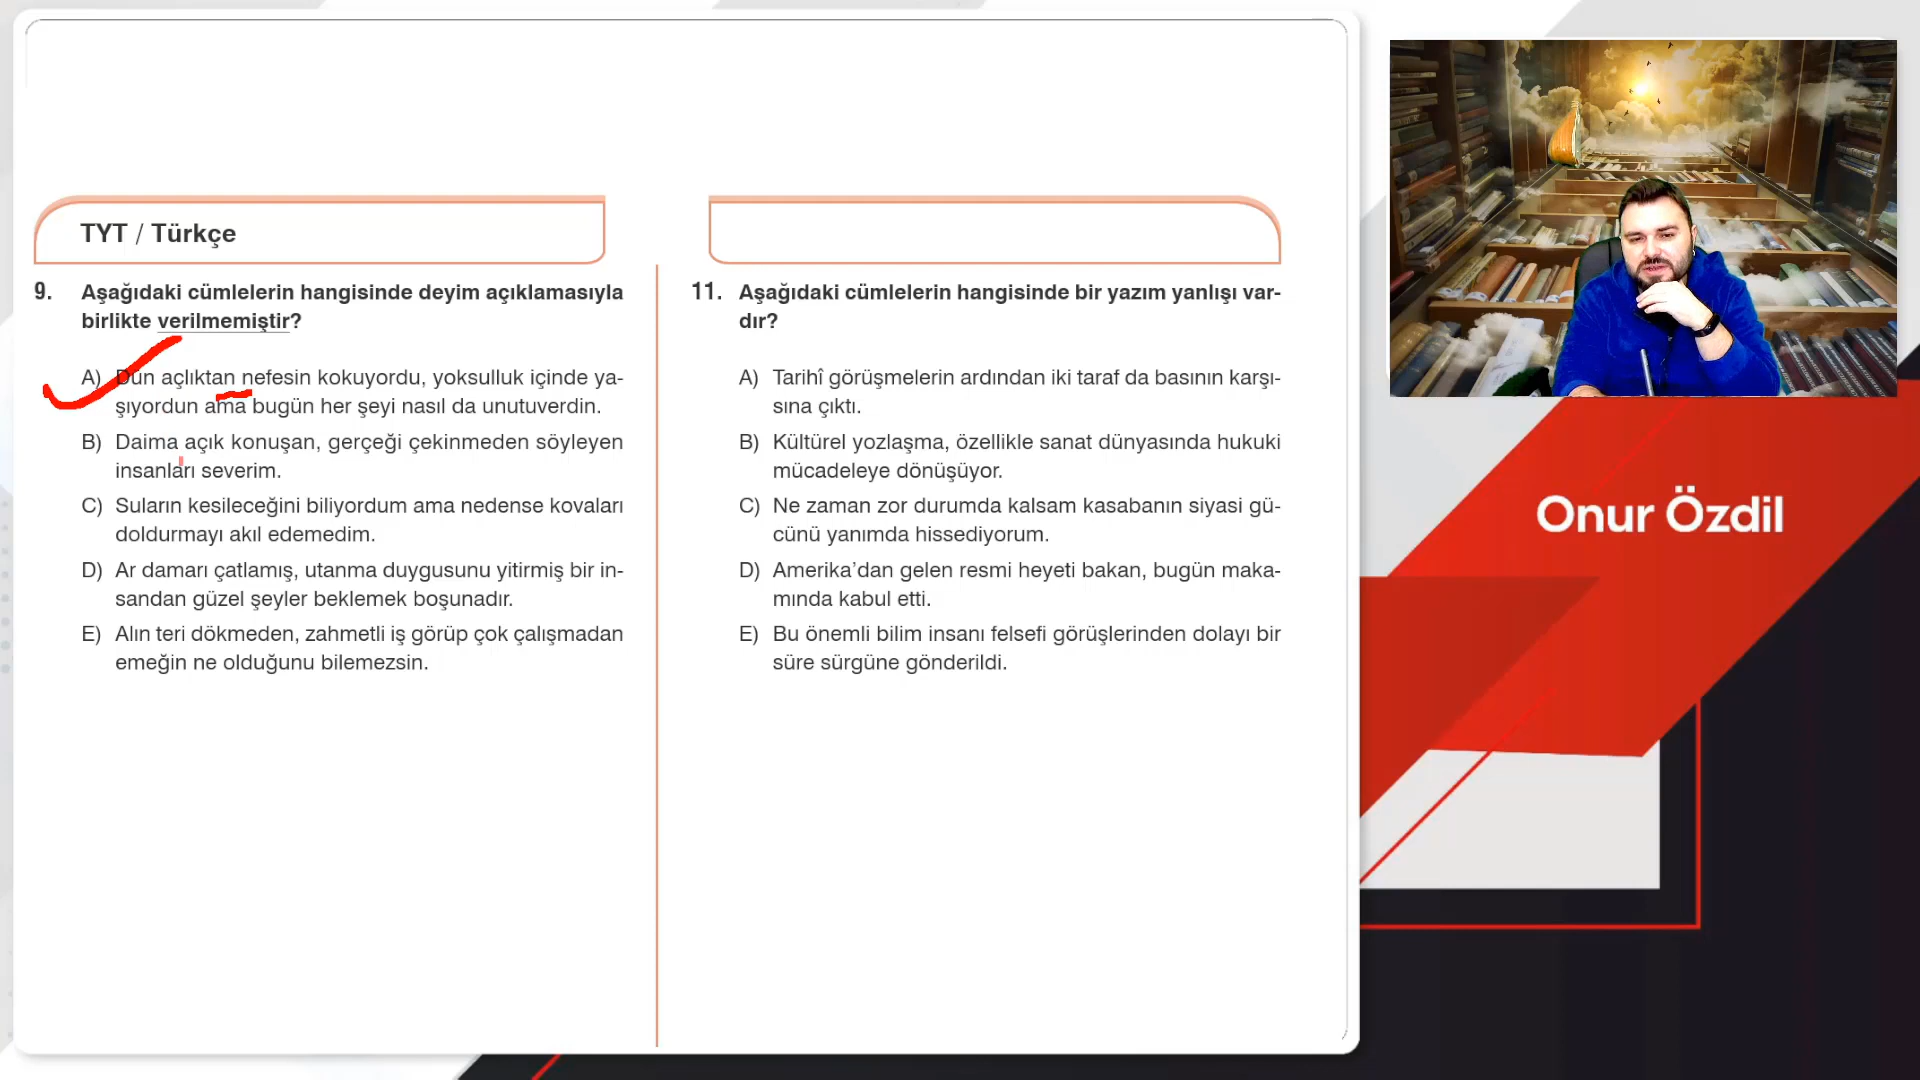 TYT / Türkçe
9. Aşağıdaki cümlelerin hangisinde deyim açıklamasıyla
birlikte verilmemiştir?
A) Dün açlıktan nefesin kokuyordu, yoksulluk içinde ya-
şıyordun ama bugün her şeyi nasıl da unutuverdin.
B) Daima açık konuşan, gerçeği çekinmeden söyleyen
insanları severim.
C) Suların kesileceğini biliyordum ama nedense kovaları
doldurmayı akıl edemedim.
D) Ar damarı çatlamış, utanma duygusunu yitirmiş bir in-
sandan güzel şeyler beklemek boşunadır.
E) Alın teri dökmeden, zahmetli iş görüp çok çalışmadan
emeğin ne olduğunu bilemezsin.
11. Aşağıdaki cümlelerin hangisinde bir yazım yanlışı var-
dır?
A) Tarihî görüşmelerin ardından iki taraf da basının karşı-
sına çıktı.
B) Kültürel yozlaşma, özellikle sanat dünyasında hukuki
mücadeleye dönüşüyor.
C) Ne zaman zor durumda kalsam kasabanın siyasi gü-
cünü yanımda hissediyorum.
D) Amerika’dan gelen resmi heyeti bakan, bugün maka-
mında kabul etti.
E) Bu önemli bilim insanı felsefi görüşlerinden dolayı bir
süre sürgüne gönderildi.
Onur Özdil